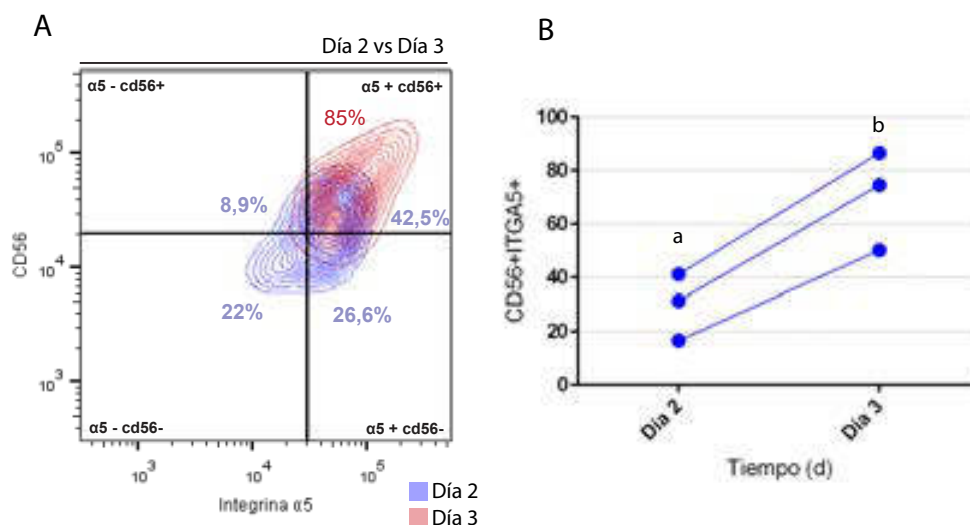 A
Día 2 vs Día 3
α5 - cd56+
α5 + cd56+
85%
8,9%
42,5%
22%
26,6%
α5 - cd56-
α5 + cd56-
CD56
10^5
10^4
10^3
10^3
10^4
10^5
Integrina α5
Día 2
Día 3
B
CD56+ITGA5+
100
80
60
40
20
0
a
b
Día 2
Día 3
Tiempo (d)